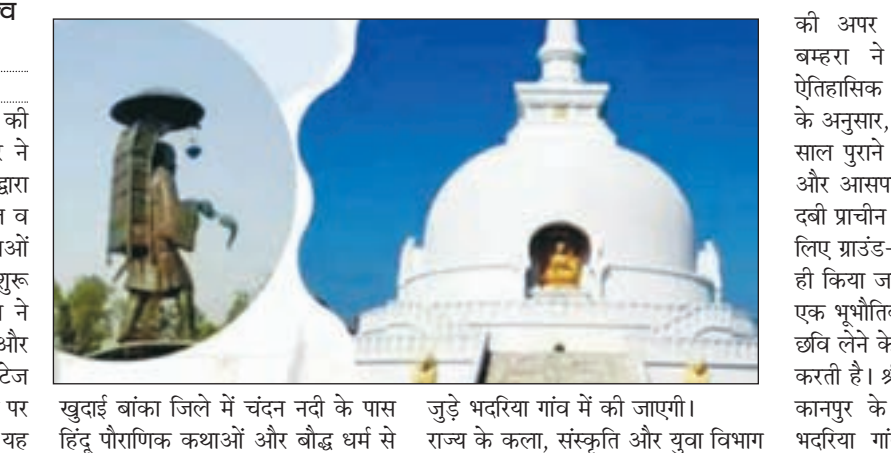 व
की
ने
द्वारा
व
शुरू
ने
और
पर
यह
खुदाई बांका जिले में चंदन नदी के पास
हिंदू पौराणिक कथाओं और बौद्ध धर्म से
जुड़े भदरिया गांव में की जाएगी।
राज्य के कला, संस्कृति और युवा विभाग
की अपर
बम्हरा ने
ऐतिहासिक
के अनुसार,
साल पुराने
और आसपा
दबी प्राचीन
लिए ग्राउंड-
ही किया ज
एक भूभौतिक
छवि लेने के
करती है। श्री
कानपुर के
भदरिया गां